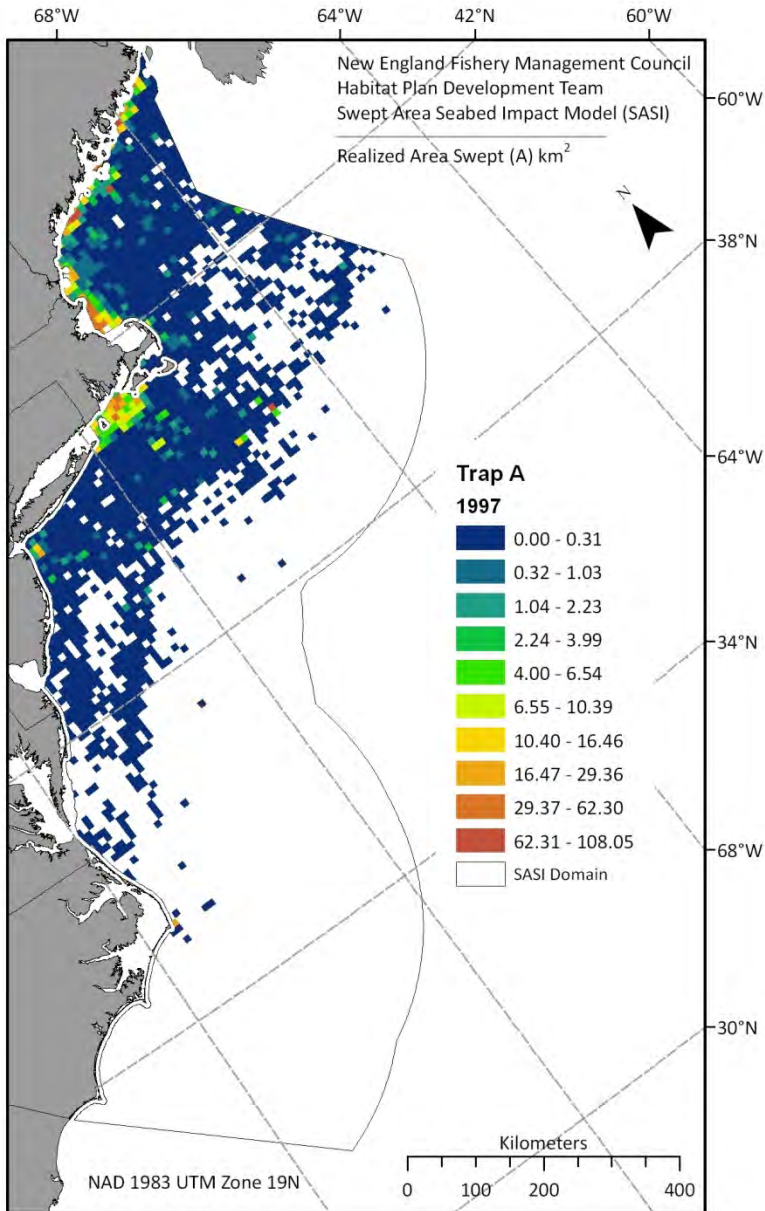 68°W
64°W
42°N
60°W
New England Fishery Management Council
Habitat Plan Development Team
Swept Area Seabed Impact Model (SASI)
Realized Area Swept (A) km²
60°W
N
38°N
64°W
Trap A
1997
0.00 - 0.31
0.32 - 1.03
1.04 - 2.23
2.24 - 3.99
4.00 - 6.54
6.55 - 10.39
10.40 - 16.46
16.47 - 29.36
29.37 - 62.30
62.31 - 108.05
SASI Domain
34°N
68°W
30°N
Kilometers
0 100 200 300 400
NAD 1983 UTM Zone 19N